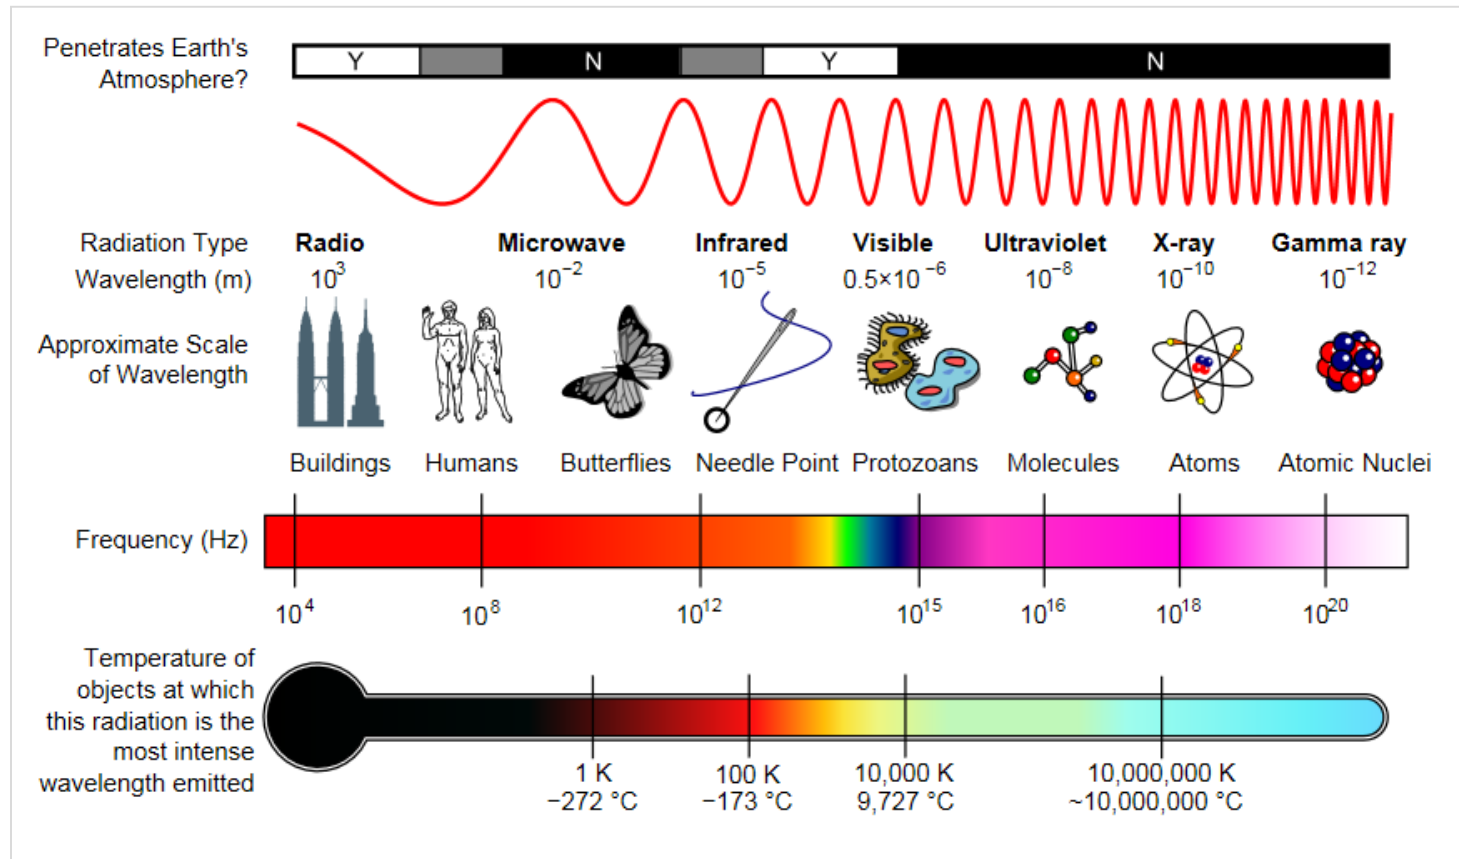 Penetrates Earth's
Atmosphere?
Y N Y N
Radiation Type Radio Microwave Infrared Visible Ultraviolet X-ray Gamma ray
Wavelength (m) 10³ 10⁻² 10⁻⁵ 0.5×10⁻⁶ 10⁻⁸ 10⁻¹⁰ 10⁻¹²
Approximate Scale
of Wavelength
Buildings Humans Butterflies Needle Point Protozoans Molecules Atoms Atomic Nuclei
Frequency (Hz)
10⁴ 10⁸ 10¹² 10¹⁵ 10¹⁶ 10¹⁸ 10²⁰
Temperature of
objects at which
this radiation is the
most intense
wavelength emitted
1 K 100 K 10,000 K 10,000,000 K
−272 °C −173 °C 9,727 °C ~10,000,000 °C